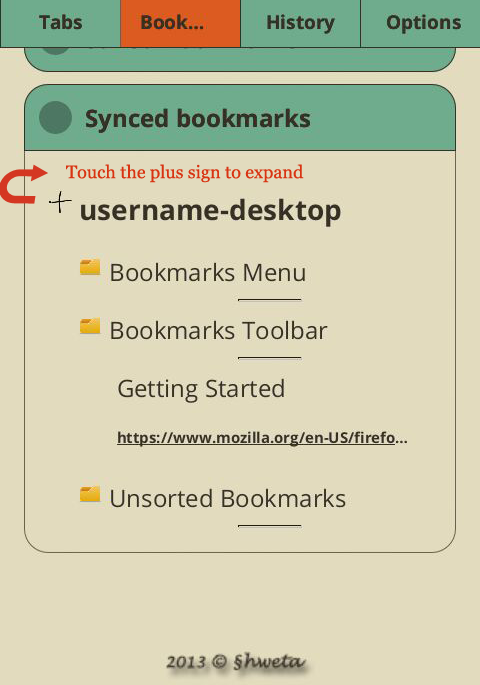 Tabs
Book...
History
Options
Synced bookmarks
Touch the plus sign to expand
+ username-desktop
Bookmarks Menu
Bookmarks Toolbar
Getting Started
https://www.mozilla.org/en-US/firefo...
Unsorted Bookmarks
2013 © §hweta